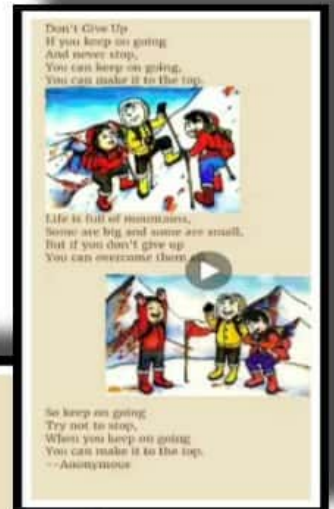 Don't Give Up
If you keep on going
And never stop,
You can keep on going,
You can make it to the top.
Life is full of mountains,
Some are big and some are small,
But if you don't give up
You can overcome them
So keep on going
Try not to stop,
When you keep on going
You can make it to the top.
--Anonymous